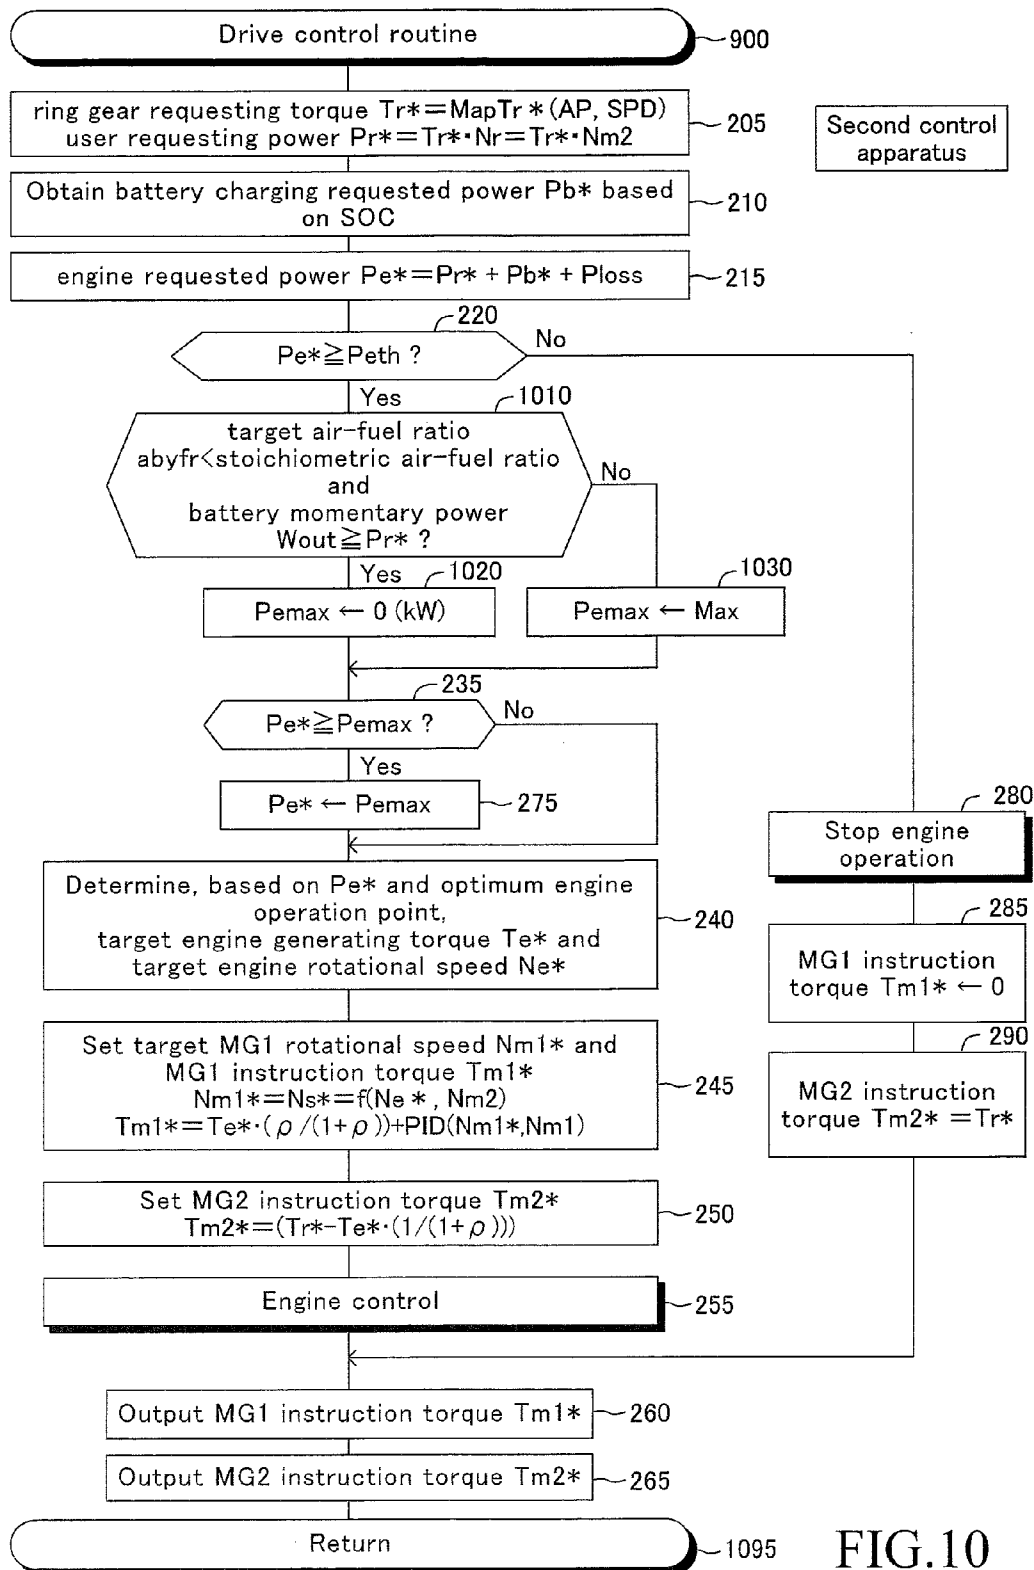 Drive control routine
900
ring gear requesting torque Tr*=MapTr*(AP, SPD)
user requesting power Pr*=Tr*·Nr=Tr*·Nm2
205
Second control
apparatus
Obtain battery charging requested power Pb* based
on SOC
210
engine requested power Pe*=Pr* + Pb* + Ploss
215
220
Pe*≧Peth ?
No
Yes
1010
target air-fuel ratio
abyfr<stoichiometric air-fuel ratio
and
battery momentary power
Wout≧Pr* ?
No
Yes
1020
1030
Pemax ← 0 (kW)
Pemax ← Max
235
Pe*≧Pemax ?
No
Yes
Pe* ← Pemax
275
280
Stop engine
operation
Determine, based on Pe* and optimum engine
operation point,
target engine generating torque Te* and
target engine rotational speed Ne*
240
285
MG1 instruction
torque Tm1* ← 0
Set target MG1 rotational speed Nm1* and
MG1 instruction torque Tm1*
Nm1*=Ns*=f(Ne*, Nm2)
Tm1*=Te*·(ρ/(1+ρ))+PID(Nm1*,Nm1)
245
290
MG2 instruction
torque Tm2* =Tr*
Set MG2 instruction torque Tm2*
Tm2*=(Tr*-Te*·(1/(1+ρ)))
250
Engine control
255
Output MG1 instruction torque Tm1*
260
Output MG2 instruction torque Tm2*
265
Return
1095
FIG.10